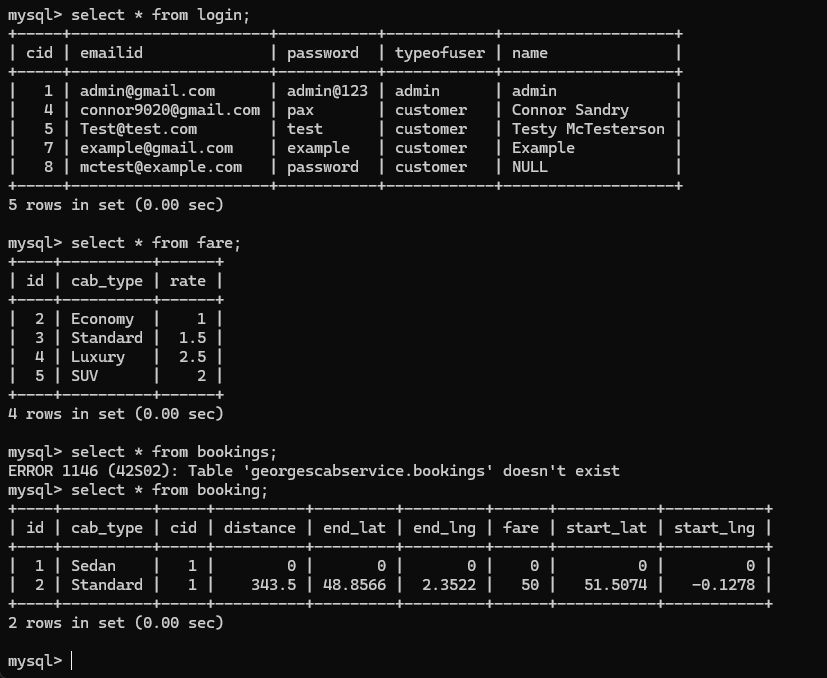 mysql> select * from login;
+-----+----------------------+-----------+------------+-------------------+
| cid | emailid              | password  | typeofuser | name              |
+-----+----------------------+-----------+------------+-------------------+
|   1 | admin@gmail.com      | admin@123 | admin      | admin             |
|   4 | connor9020@gmail.com | pax       | customer   | Connor Sandry     |
|   5 | Test@test.com        | test      | customer   | Testy McTesterson |
|   7 | example@gmail.com    | example   | customer   | Example           |
|   8 | mctest@example.com   | password  | customer   | NULL              |
+-----+----------------------+-----------+------------+-------------------+
5 rows in set (0.00 sec)

mysql> select * from fare;
+----+----------+------+
| id | cab_type | rate |
+----+----------+------+
|  2 | Economy  |    1 |
|  3 | Standard |  1.5 |
|  4 | Luxury   |  2.5 |
|  5 | SUV      |    2 |
+----+----------+------+
4 rows in set (0.00 sec)

mysql> select * from bookings;
ERROR 1146 (42S02): Table 'georgescabservice.bookings' doesn't exist
mysql> select * from booking;
+----+----------+-----+----------+---------+---------+------+-----------+-----------+
| id | cab_type | cid | distance | end_lat | end_lng | fare | start_lat | start_lng |
+----+----------+-----+----------+---------+---------+------+-----------+-----------+
|  1 | Sedan    |   1 |        0 |       0 |       0 |    0 |         0 |         0 |
|  2 | Standard |   1 |    343.5 | 48.8566 |  2.3522 |   50 |   51.5074 |   -0.1278 |
+----+----------+-----+----------+---------+---------+------+-----------+-----------+
2 rows in set (0.00 sec)

mysql>